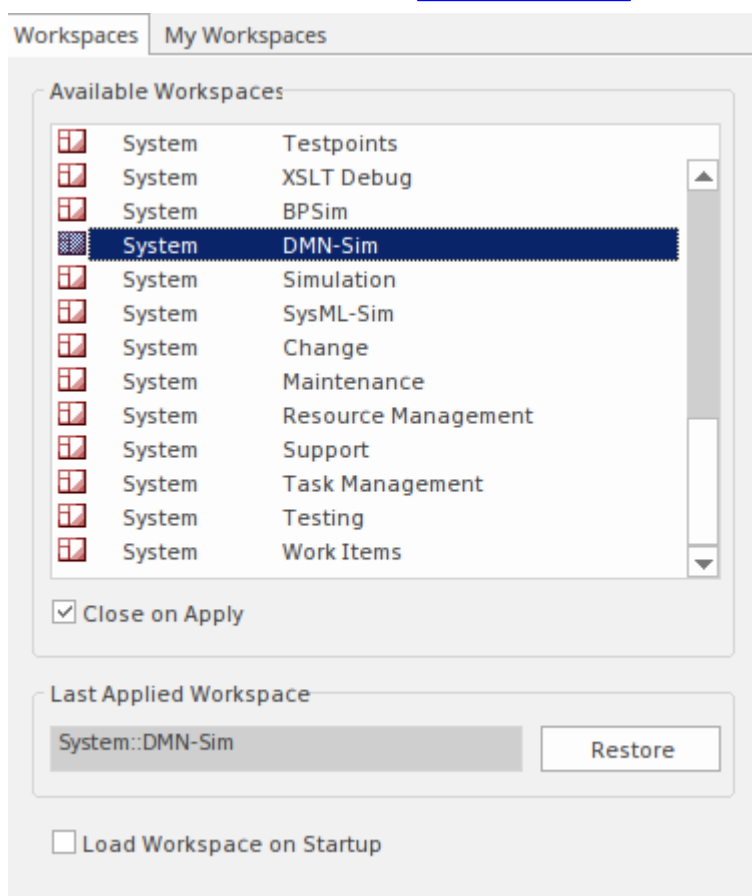 Workspaces My Workspaces
Available Workspaces
System Testpoints
System XSLT Debug
System BPSim
System DMN-Sim
System Simulation
System SysML-Sim
System Change
System Maintenance
System Resource Management
System Support
System Task Management
System Testing
System Work Items
Close on Apply
Last Applied Workspace
System::DMN-Sim Restore
Load Workspace on Startup